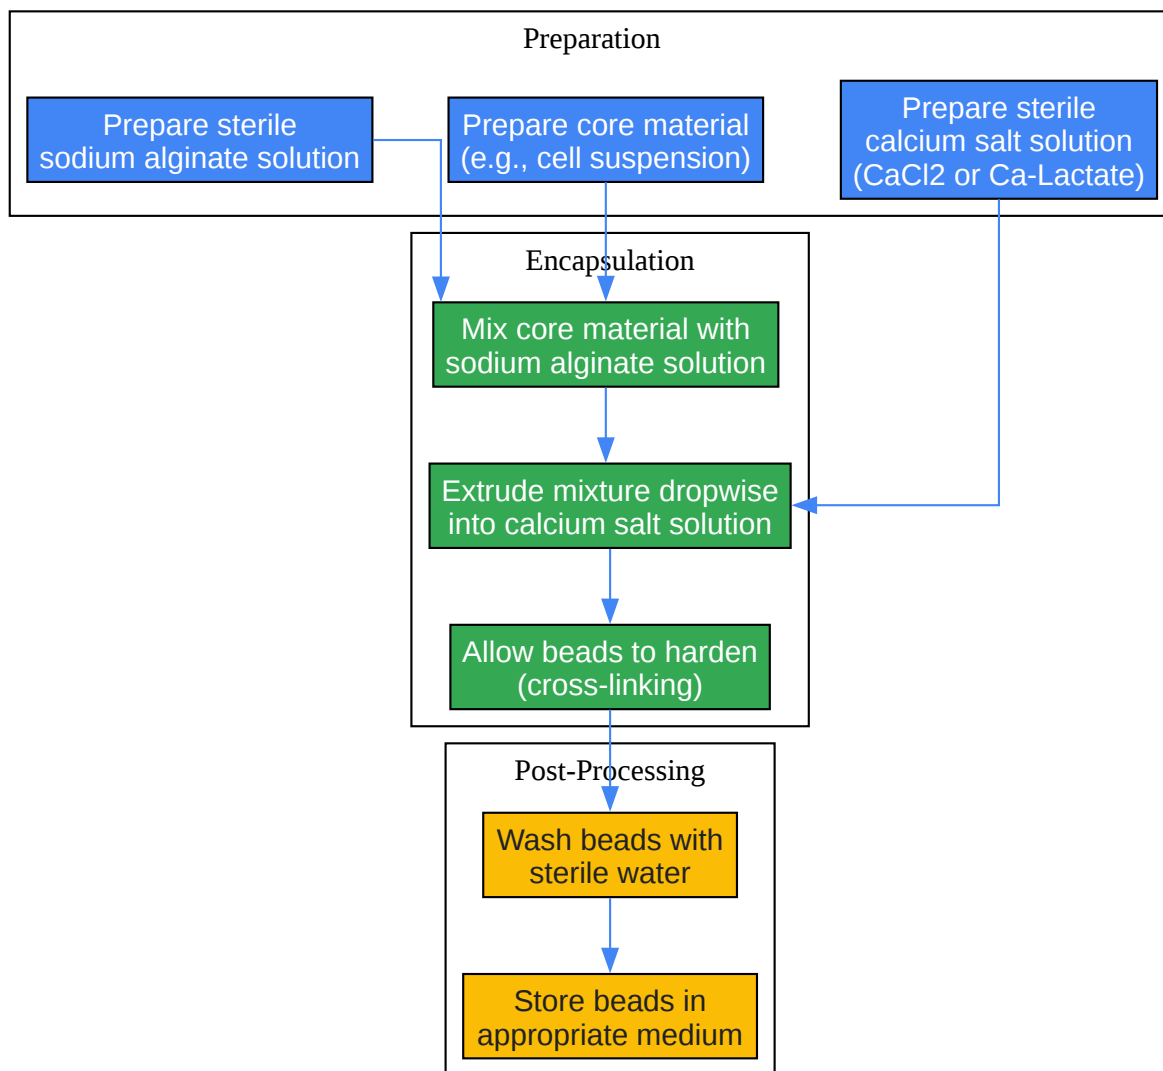 Preparation
Prepare sterile
sodium alginate solution
Prepare core material
(e.g., cell suspension)
Prepare sterile
calcium salt solution
(CaCl2 or Ca-Lactate)
Encapsulation
Mix core material with
sodium alginate solution
Extrude mixture dropwise
into calcium salt solution
Allow beads to harden
(cross-linking)
Post-Processing
Wash beads with
sterile water
Store beads in
appropriate medium